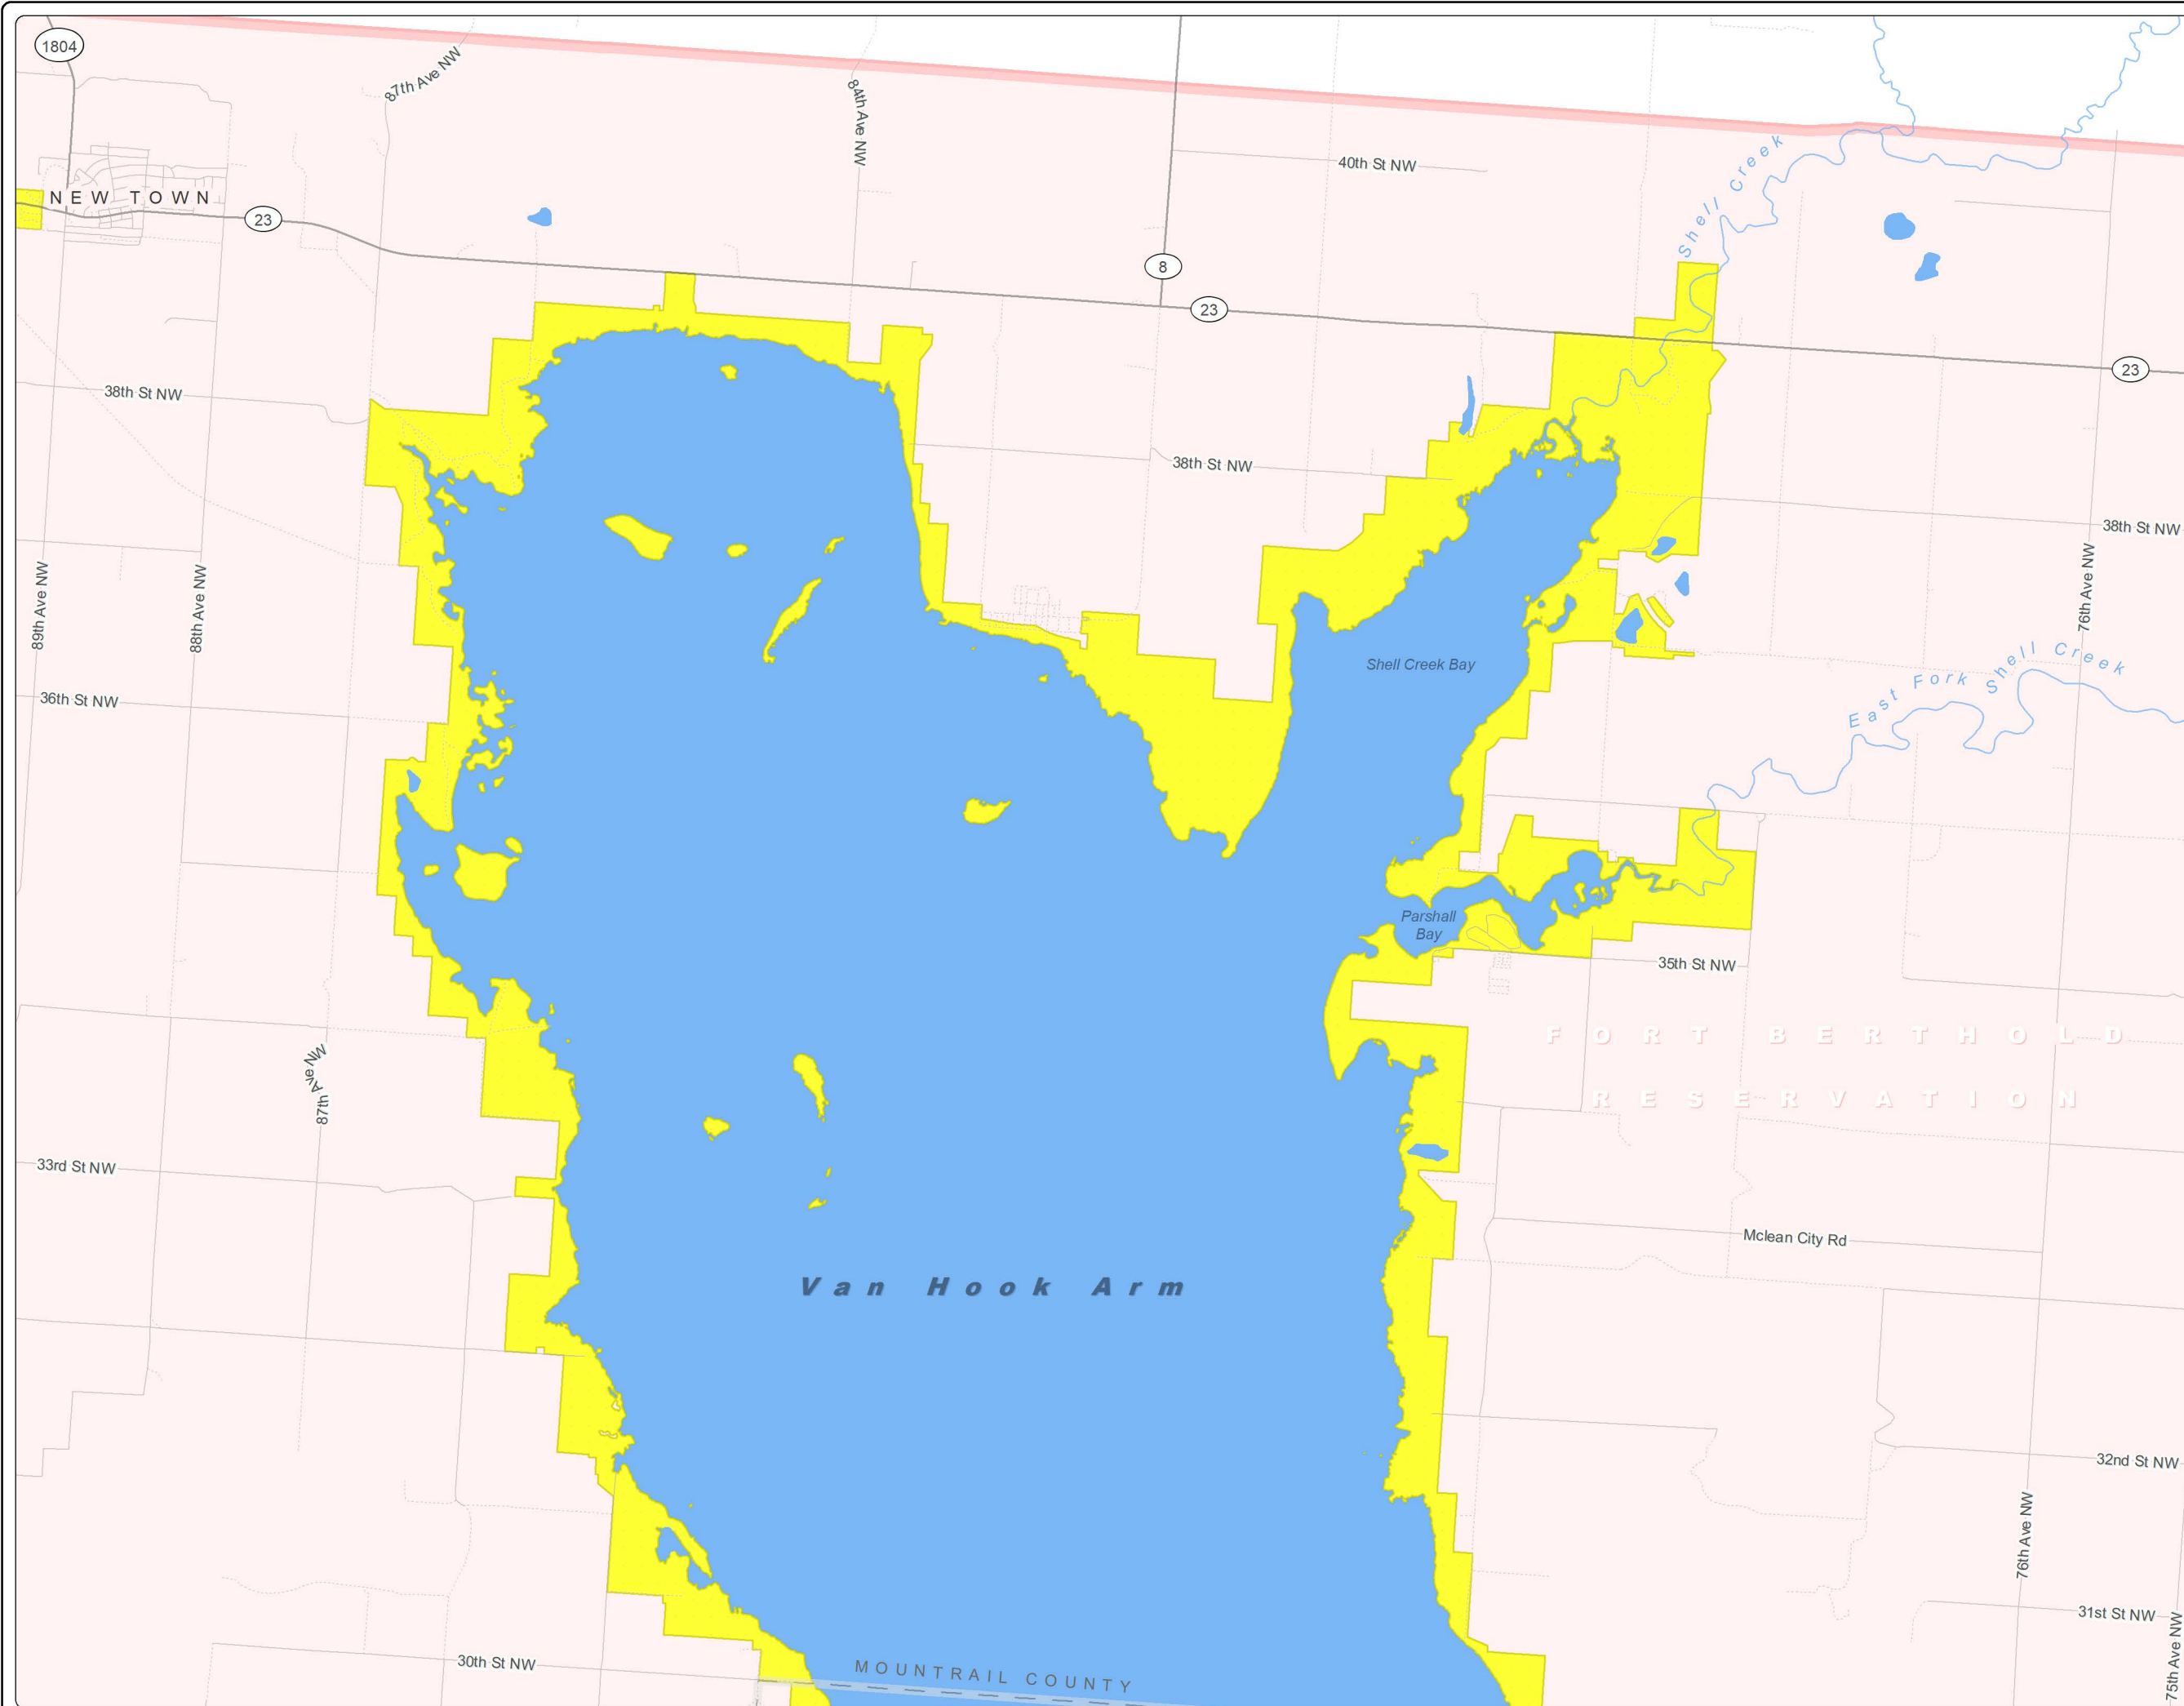 1804
87th Ave NW
84th Ave NW
40th St NW
Shell Creek
NEW TOWN
23
8
23
23
38th St NW
38th St NW
38th St NW
89th Ave NW
88th Ave NW
76th Ave NW
Shell Creek Bay
East Fork Shell Creek
36th St NW
Parshall
Bay
35th St NW
FORT BERTHOLD
RESERVATION
87th Ave NW
33rd St NW
Mclean City Rd
Van Hook Arm
32nd St NW
76th Ave NW
31st St NW
75th Ave NW
30th St NW
MOUNTRAIL COUNTY